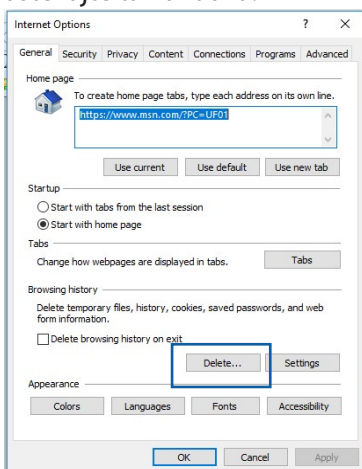 Internet Options ? X
General Security Privacy Content Connections Programs Advanced
Home page
To create home page tabs, type each address on its own line.
https://www.msn.com/?PC=UF01
Use current Use default Use new tab
Startup
Start with tabs from the last session
Start with home page
Tabs
Change how webpages are displayed in tabs. Tabs
Browsing history
Delete temporary files, history, cookies, saved passwords, and web
form information.
Delete browsing history on exit
Delete... Settings
Appearance
Colors Languages Fonts Accessibility
OK Cancel Apply